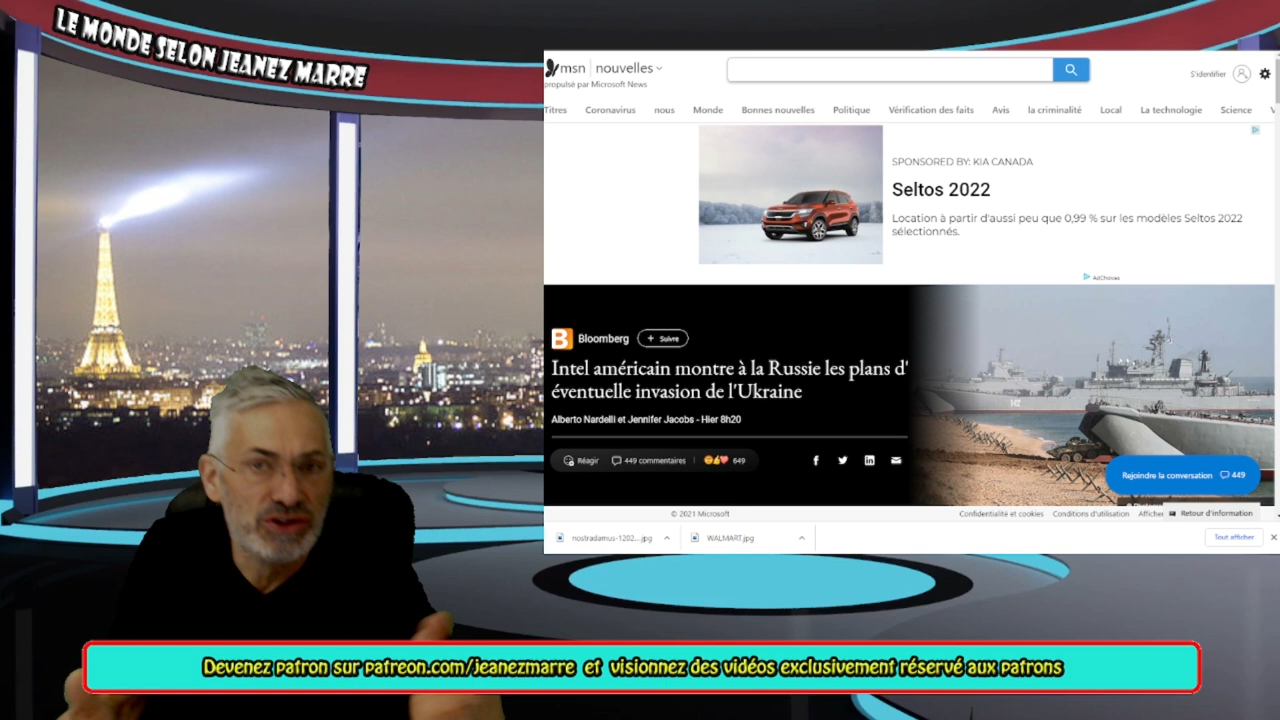 LE MONDE SELON JEANEZ MARRE
msn nouvelles
propulsé par Microsoft News
S'identifier
Titres Coronavirus nous Monde Bonnes nouvelles Politique Vérification des faits Avis la criminalité Local La technologie Science
SPONSORED BY: KIA CANADA
Seltos 2022
Location à partir d'aussi peu que 0,99 % sur les modèles Seltos 2022
sélectionnés.
AdChoices
B Bloomberg + Suivre
Intel américain montre à la Russie les plans d'
éventuelle invasion de l'Ukraine
Alberto Nardelli et Jennifer Jacobs - Hier 8h20
Réagir 449 commentaires 649
Rejoindre la conversation 449
© 2021 Microsoft Confidentialité et cookies Conditions d'utilisation Afficher Retour d'information
nostradamus-1202....jpg WALMART.jpg Tout afficher
Devenez patron sur patreon.com/jeanezmarre et visionnez des vidéos exclusivement réservé aux patrons